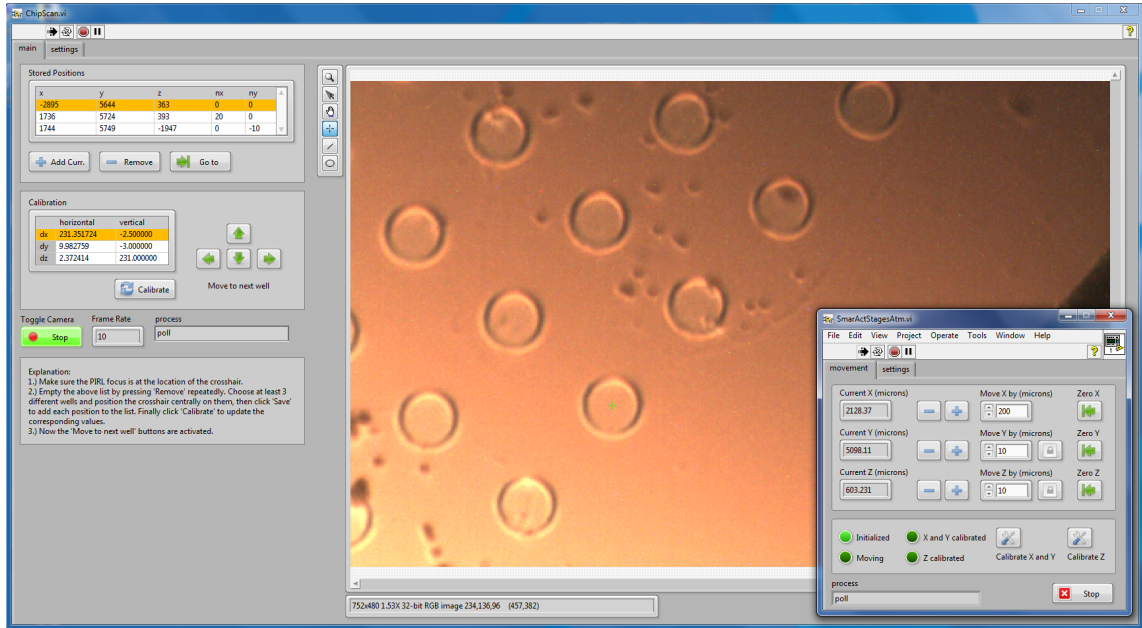 ChipScan.vi
main settings
Stored Positions
x y z nx ny
-2895 5644 363 0 0
1736 5724 393 20 0
1744 5749 -1947 0 -10
Add Curr. Remove Go to
Calibration
horizontal vertical
dx 231.351724 -2.500000
dy 9.982759 -3.000000
dz 2.372414 231.000000
Calibrate
Move to next well
Toggle Camera Frame Rate process
Stop 10 poll
Explanation:
1.) Make sure the PIRL focus is at the location of the crosshair.
2.) Empty the above list by pressing 'Remove' repeatedly. Choose at least 3
different wells and position the crosshair centrally on them, then click 'Save'
to add each position to the list. Finally click 'Calibrate' to update the
corresponding values.
3.) Now the 'Move to next well' buttons are activated.
752x480 1.53X 32-bit RGB image 234,136,96 (457,382)
SmarActStagesAtm.vi
File Edit View Project Operate Tools Window Help
1
movement settings
Current X (microns) Move X by (microns) Zero X
2128.37 200
Current Y (microns) Move Y by (microns) Zero Y
5098.11 10
Current Z (microns) Move Z by (microns) Zero Z
603.231 10
Initialized X and Y calibrated
Moving Z calibrated Calibrate X and Y Calibrate Z
process
poll Stop